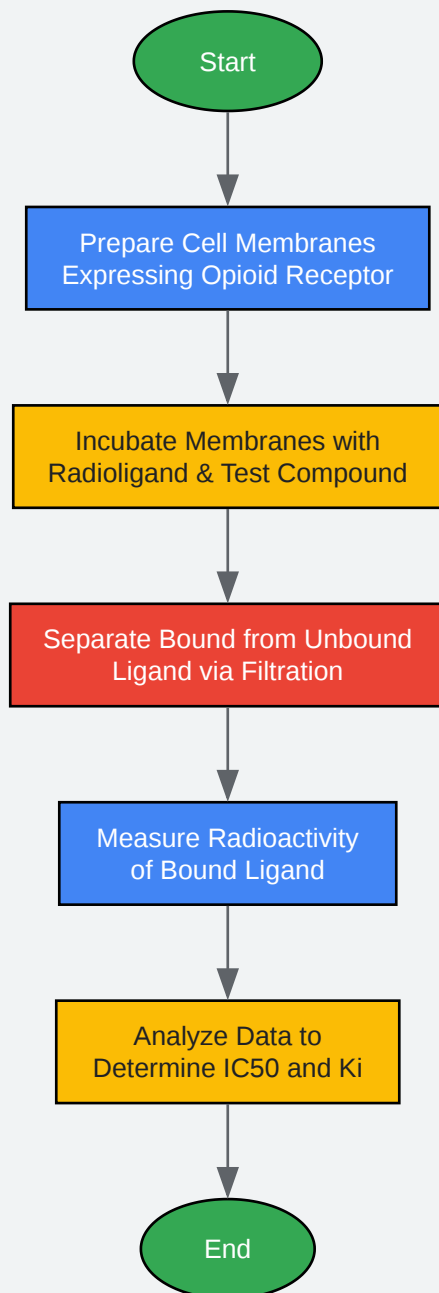 Start
Prepare Cell Membranes
Expressing Opioid Receptor
Incubate Membranes with
Radioligand & Test Compound
Separate Bound from Unbound
Ligand via Filtration
Measure Radioactivity
of Bound Ligand
Analyze Data to
Determine IC50 and Ki
End